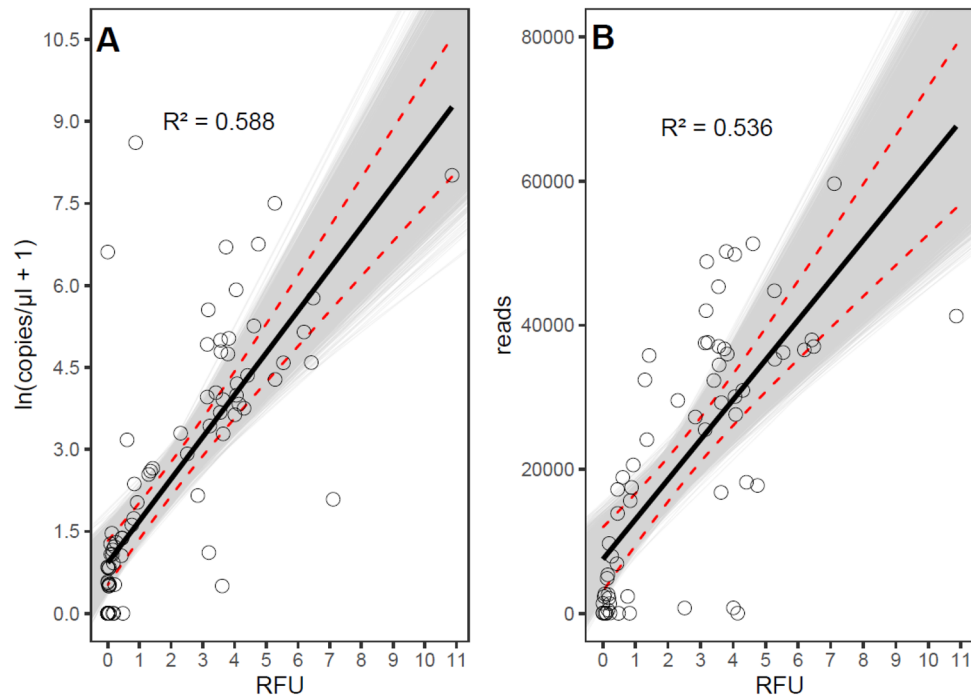 A
R² = 0.588
ln(copies/µl + 1)
10.5
9.0
7.5
6.0
4.5
3.0
1.5
0.0
0 1 2 3 4 5 6 7 8 9 10 11
RFU
B
R² = 0.536
reads
80000
60000
40000
20000
0
0 1 2 3 4 5 6 7 8 9 10 11
RFU